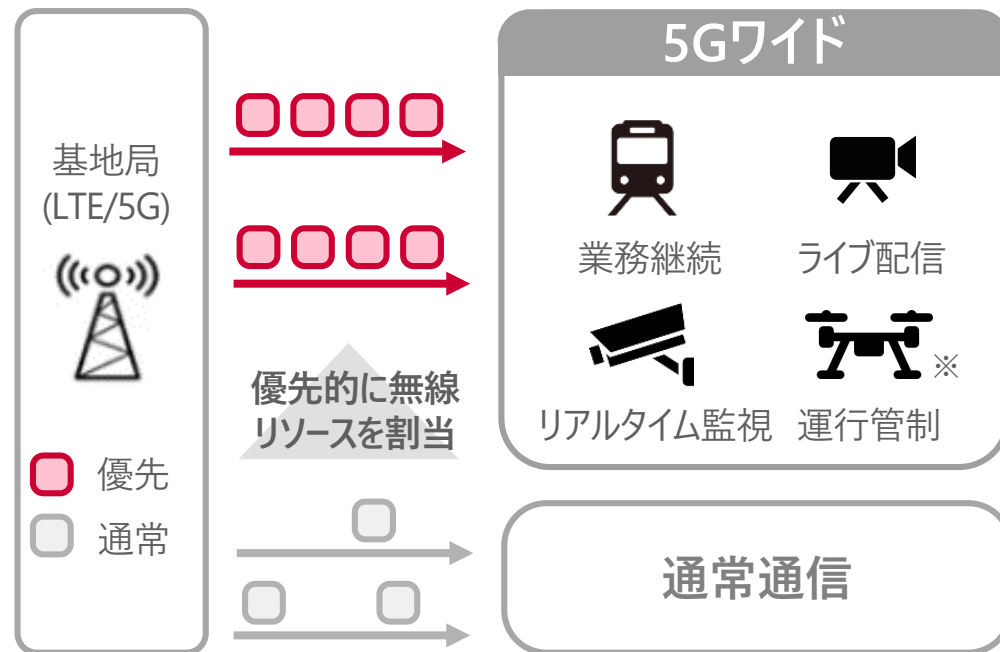 基地局
(LTE/5G)
優先
通常
優先的に無線
リソースを割当
5Gワイド
業務継続
ライブ配信
リアルタイム監視
運行管制
※
通常通信